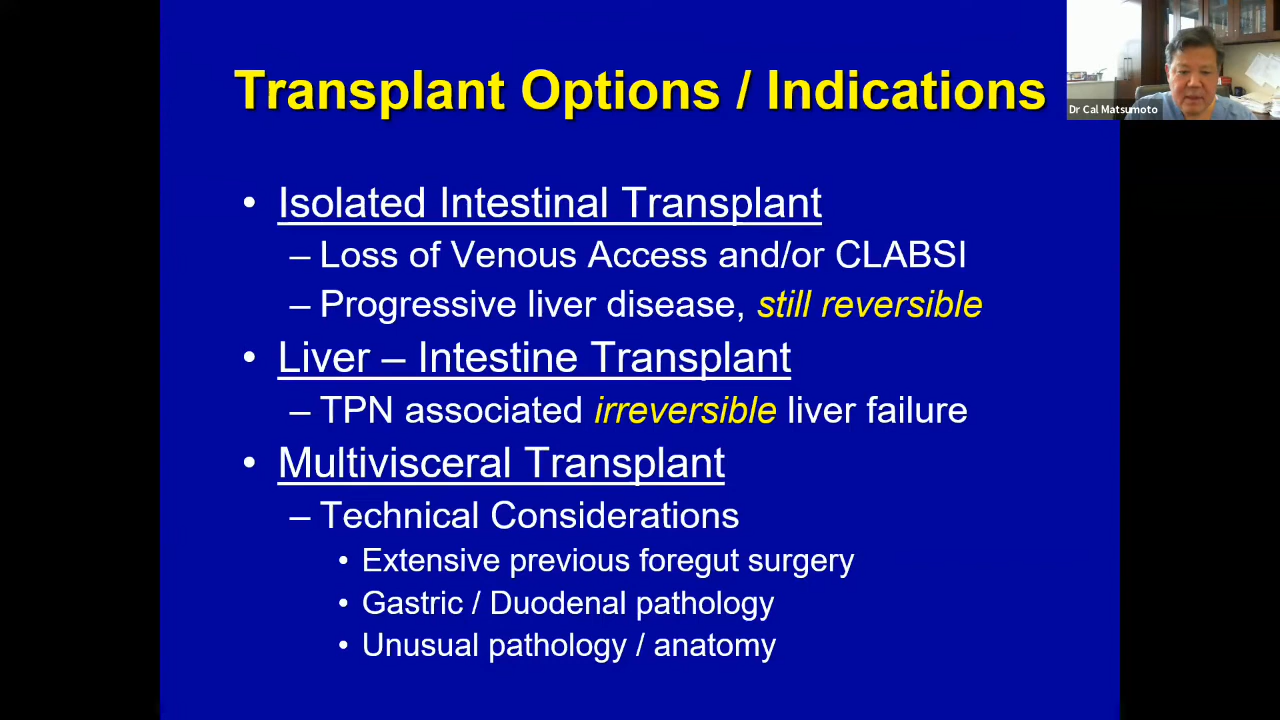 Transplant Options / Indications
Dr Cal Matsumoto
• Isolated Intestinal Transplant
– Loss of Venous Access and/or CLABSI
– Progressive liver disease, still reversible
• Liver – Intestine Transplant
– TPN associated irreversible liver failure
• Multivisceral Transplant
– Technical Considerations
• Extensive previous foregut surgery
• Gastric / Duodenal pathology
• Unusual pathology / anatomy